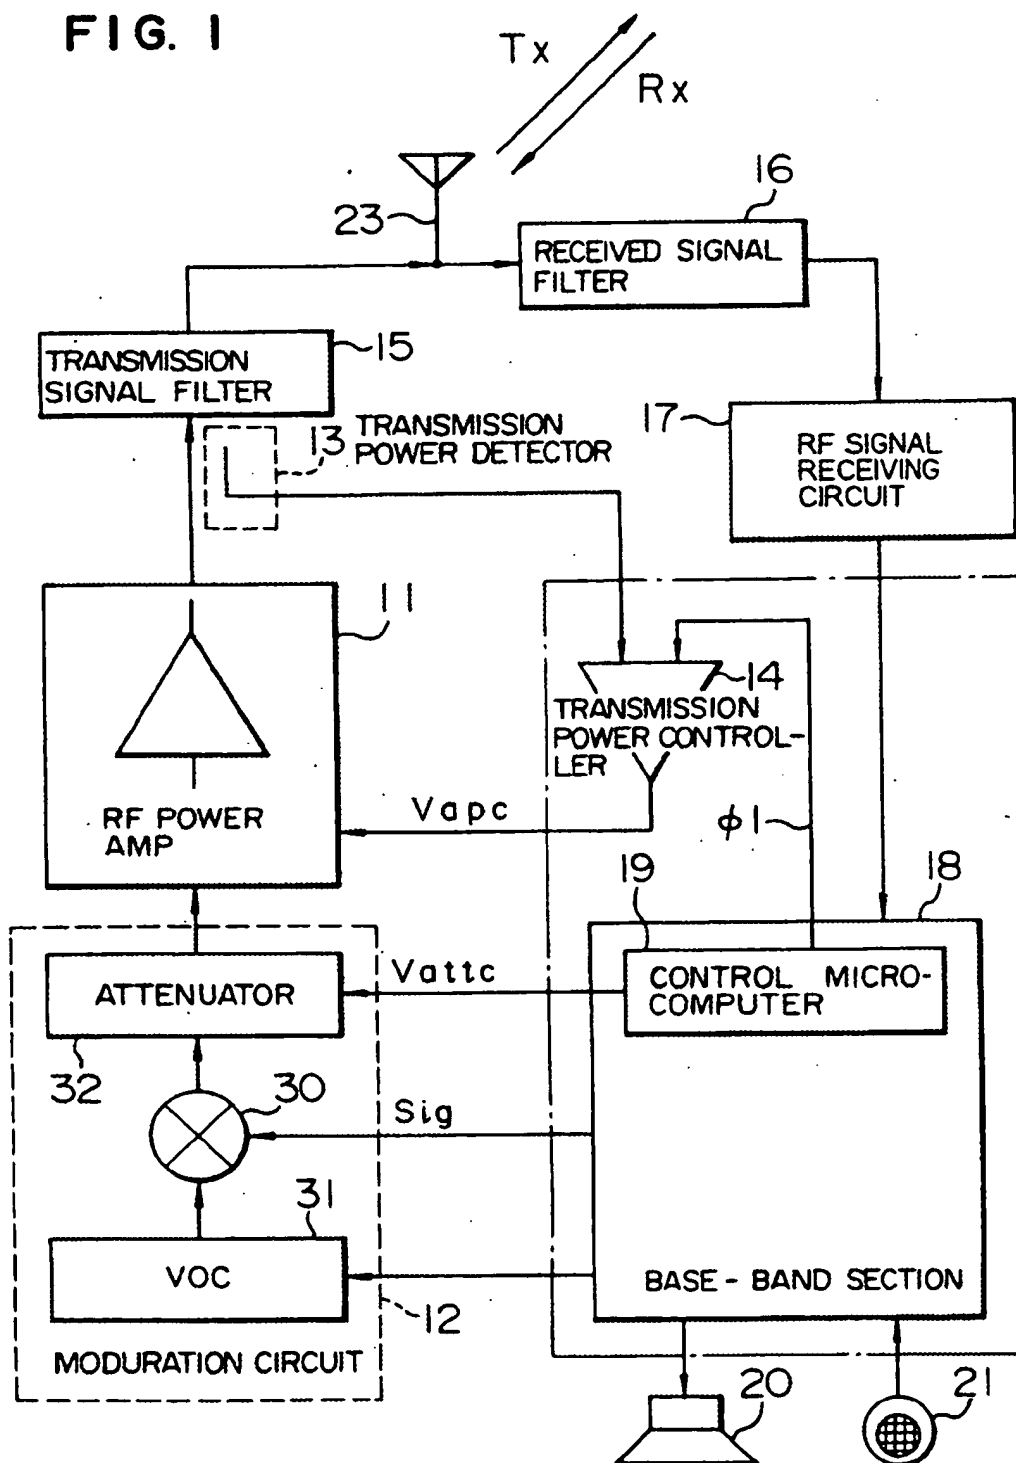 FIG. 1
Tx
Rx
16
23
RECEIVED SIGNAL
FILTER
15
TRANSMISSION
SIGNAL FILTER
17
13
TRANSMISSION
POWER DETECTOR
RF SIGNAL
RECEIVING
CIRCUIT
11
14
TRANSMISSION
POWER CONTROL-
LER
RF POWER
AMP
Vapc
φ1
19
18
ATTENUATOR
Vattc
CONTROL MICRO-
COMPUTER
32
30
Sig
31
VOC
BASE-BAND SECTION
12
MODURATION CIRCUIT
20
21